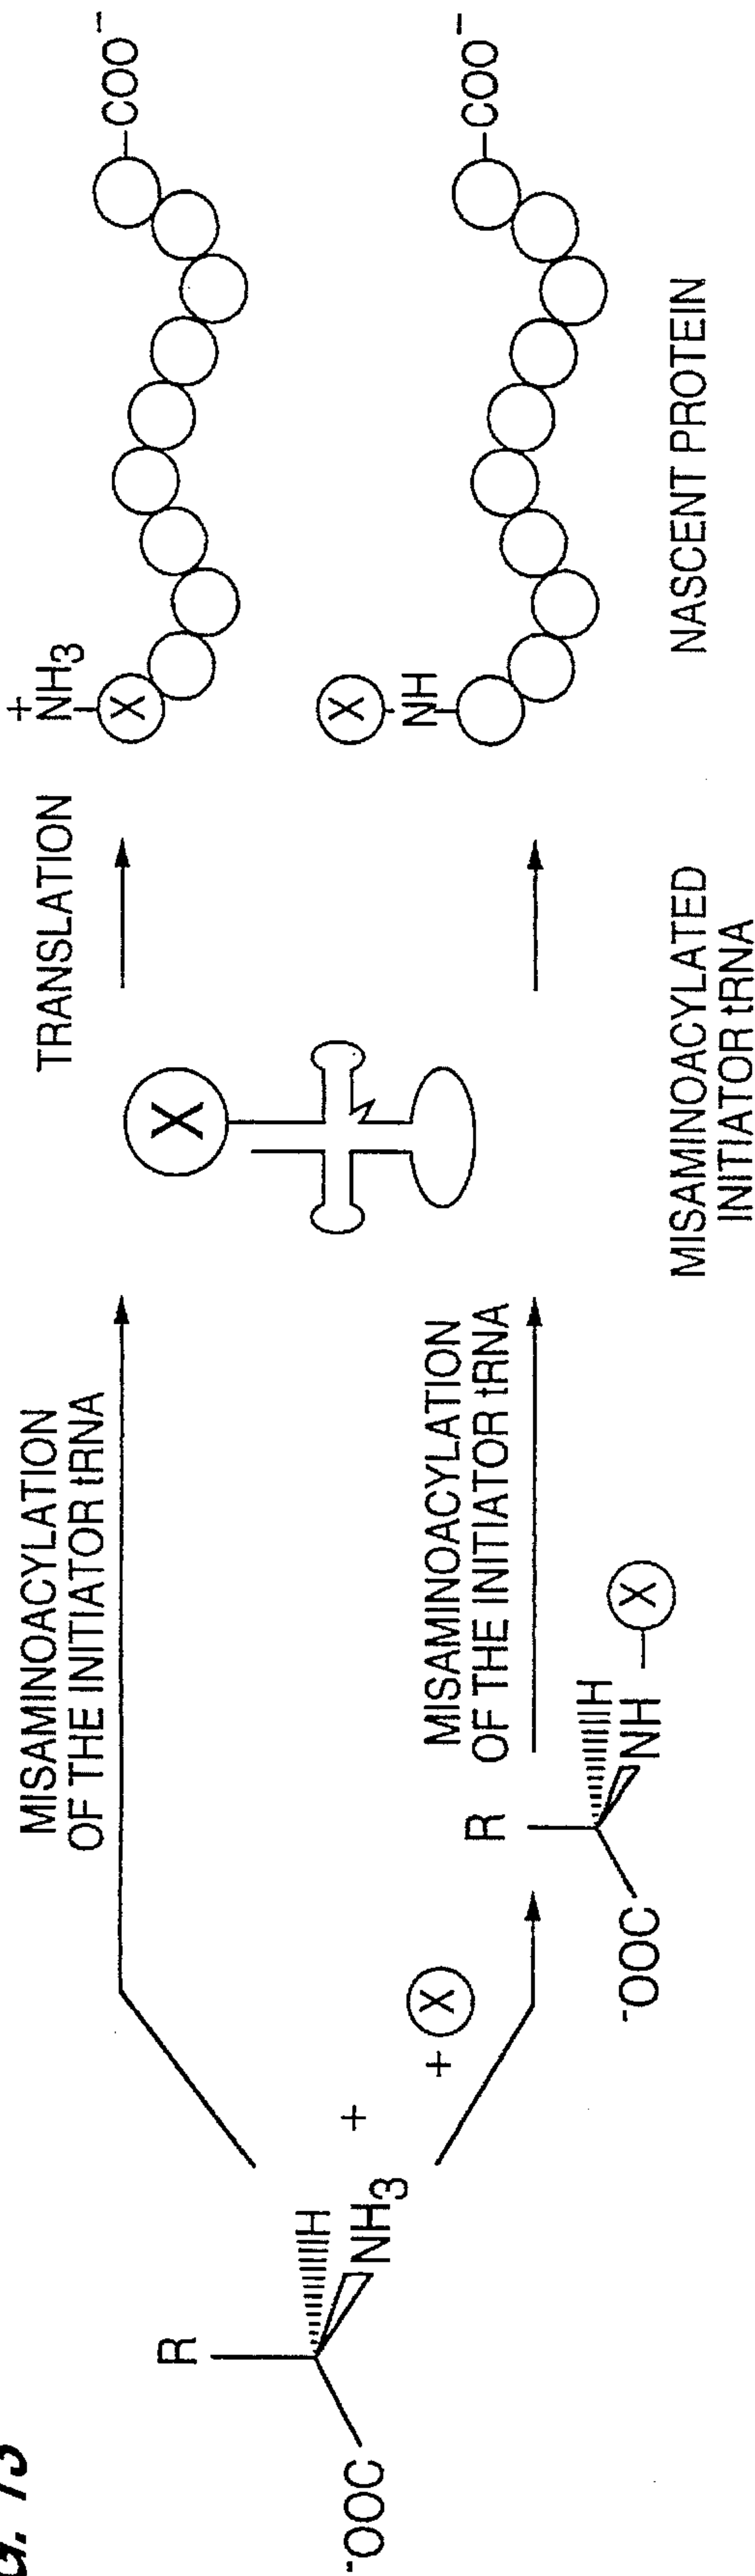 G. 13
MISAMINOACYLATION
OF THE INITIATOR tRNA
TRANSLATION
+
NH3
X
COO-
R
H
NH3
+
-OOC
X
+ X
MISAMINOACYLATION
OF THE INITIATOR tRNA
R
H
NH
X
-OOC
X
NH
COO-
MISAMINOACYLATED
INITIATOR tRNA
NASCENT PROTEIN